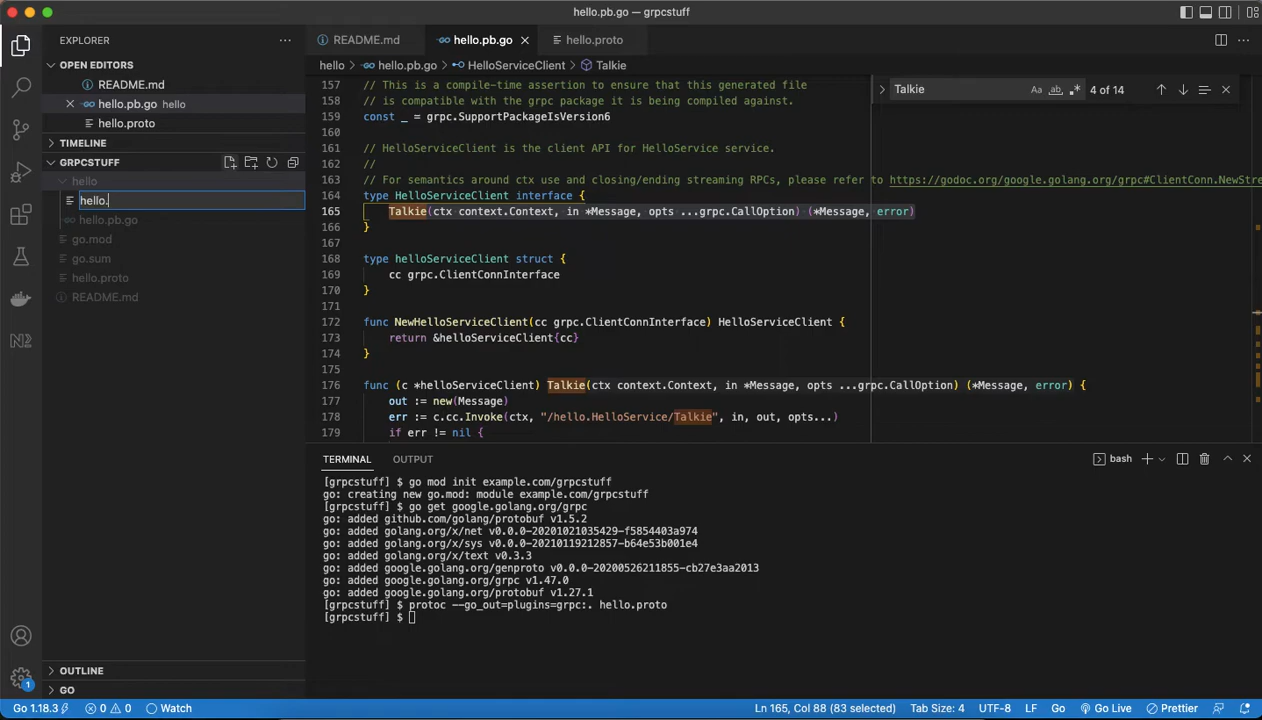 hello.pb.go — grpcstuff
EXPLORER
OPEN EDITORS
README.md
hello.pb.go hello
hello.proto
TIMELINE
GRPCSTUFF
hello
hello.
hello.pb.go
go.mod
go.sum
hello.proto
README.md
OUTLINE
GO
README.md hello.pb.go hello.proto
hello > hello.pb.go > HelloServiceClient > Talkie
Talkie Aa ab 4 of 14
157 // This is a compile-time assertion to ensure that this generated file
158 // is compatible with the grpc package it is being compiled against.
159 const _ = grpc.SupportPackageIsVersion6
160
161 // HelloServiceClient is the client API for HelloService service.
162 //
163 // For semantics around ctx use and closing/ending streaming RPCs, please refer to https://godoc.org/google.golang.org/grpc#ClientConn.NewStre
164 type HelloServiceClient interface {
165 Talkie(ctx context.Context, in *Message, opts ...grpc.CallOption) (*Message, error)
166 }
167
168 type helloServiceClient struct {
169 cc grpc.ClientConnInterface
170 }
171
172 func NewHelloServiceClient(cc grpc.ClientConnInterface) HelloServiceClient {
173 return &helloServiceClient{cc}
174 }
175
176 func (c *helloServiceClient) Talkie(ctx context.Context, in *Message, opts ...grpc.CallOption) (*Message, error) {
177 out := new(Message)
178 err := c.cc.Invoke(ctx, "/hello.HelloService/Talkie", in, out, opts...)
179 if err != nil {
TERMINAL OUTPUT bash
[grpcstuff] $ go mod init example.com/grpcstuff
go: creating new go.mod: module example.com/grpcstuff
[grpcstuff] $ go get google.golang.org/grpc
go: added github.com/golang/protobuf v1.5.2
go: added golang.org/x/net v0.0.0-20201021035429-f5854403a974
go: added golang.org/x/sys v0.0.0-20210119212857-b64e53b001e4
go: added golang.org/x/text v0.3.3
go: added google.golang.org/genproto v0.0.0-20200526211855-cb27e3aa2013
go: added google.golang.org/grpc v1.47.0
go: added google.golang.org/protobuf v1.27.1
[grpcstuff] $ protoc --go_out=plugins=grpc:. hello.proto
[grpcstuff] $
N2
1
Go 1.18.3 0 0 Watch Ln 165, Col 88 (83 selected) Tab Size: 4 UTF-8 LF Go Go Live Prettier